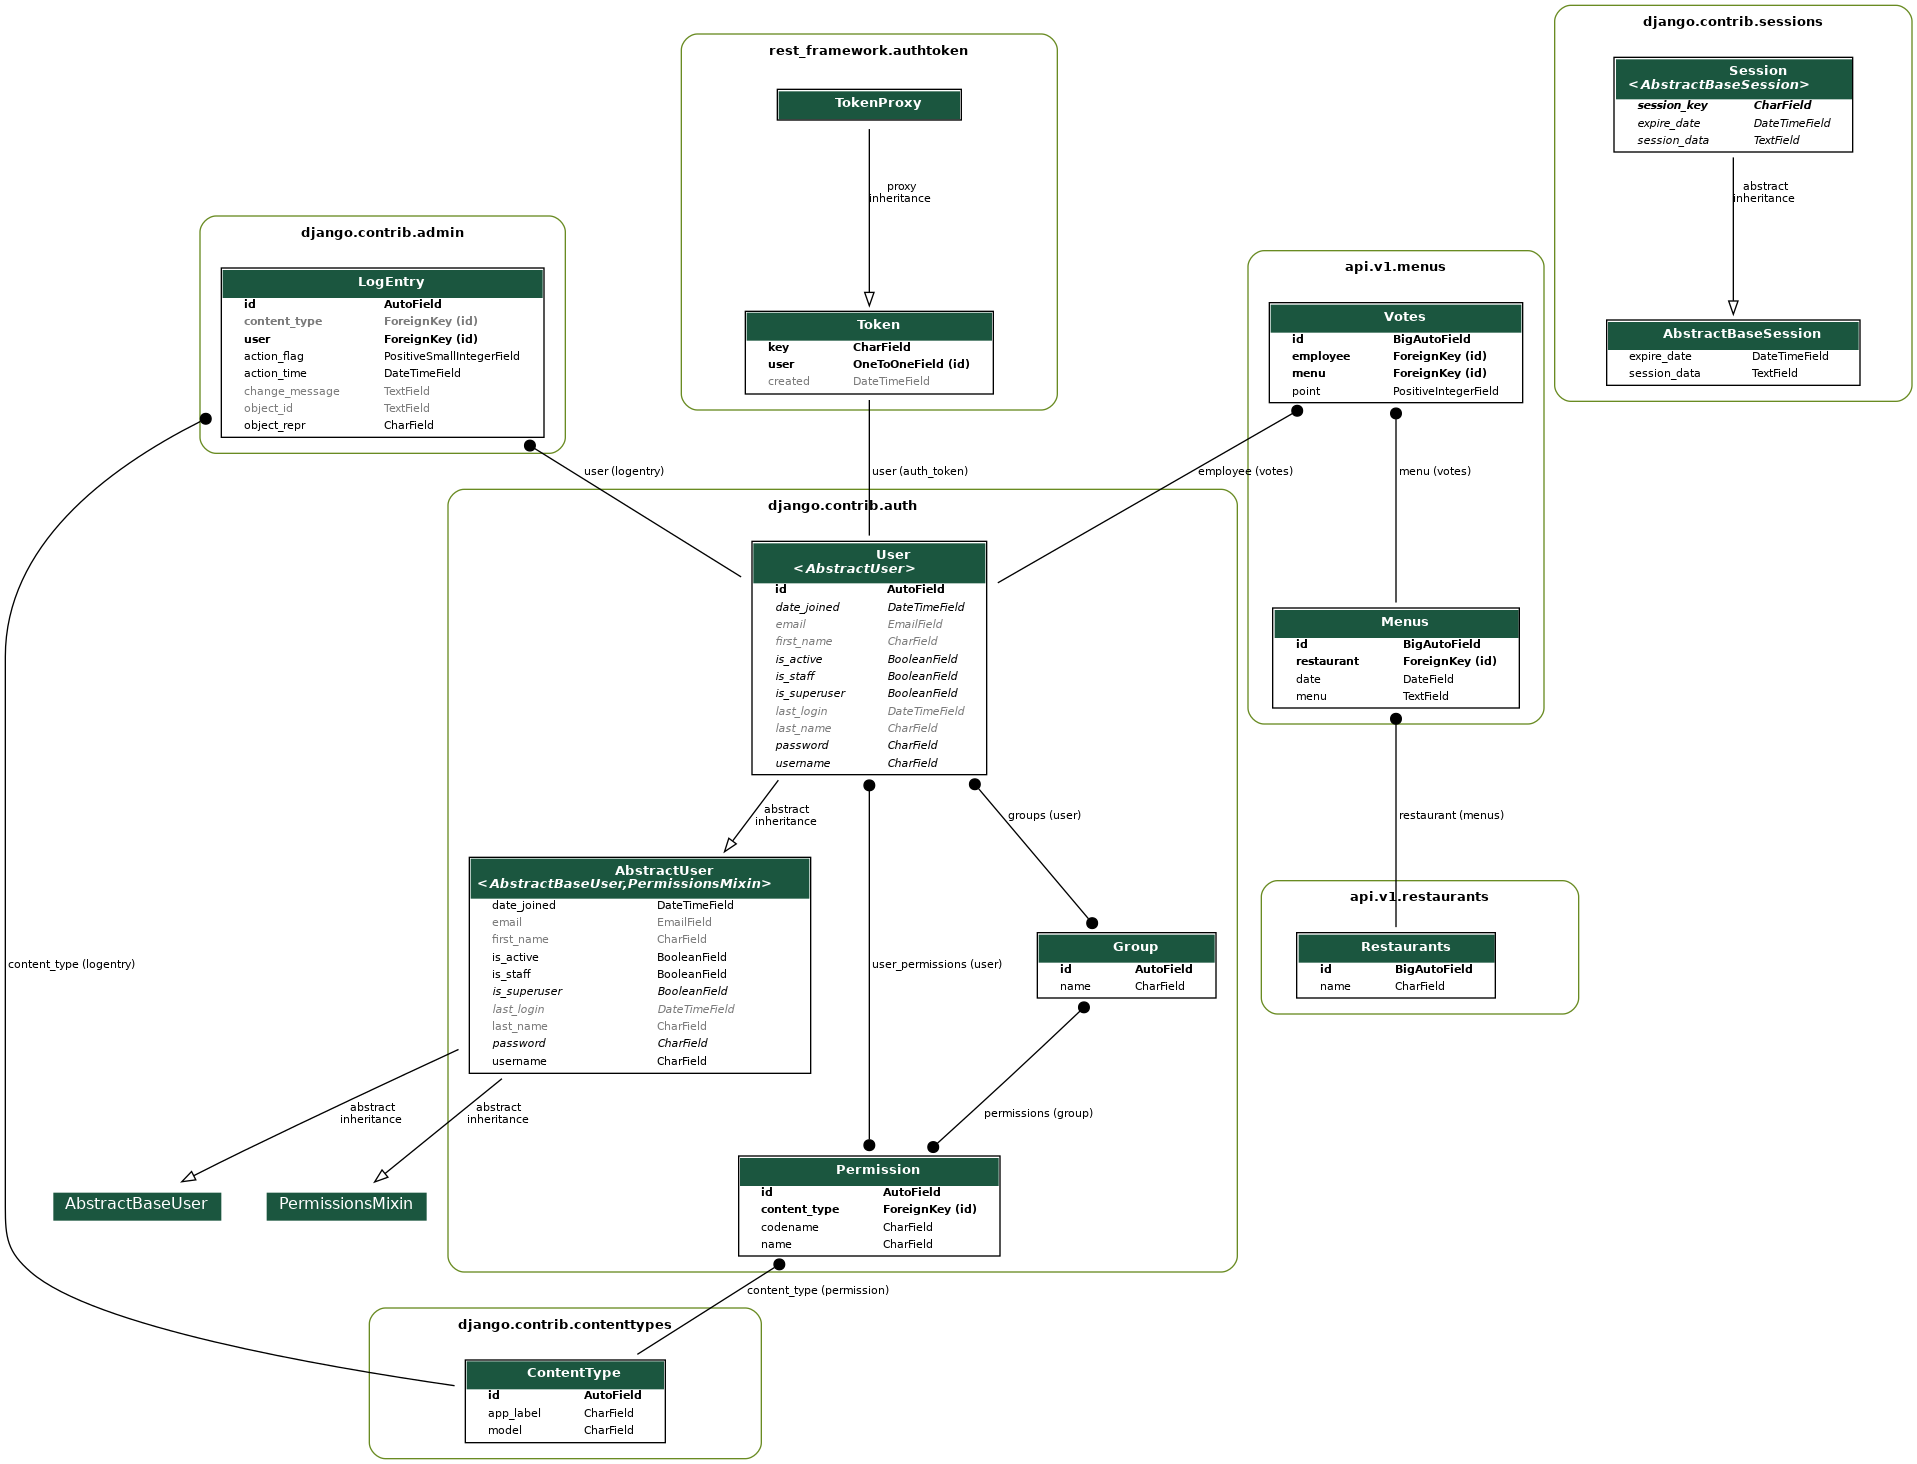 django.contrib.sessions
Session
<AbstractBaseSession>
session_key CharField
expire_date DateTimeField
session_data TextField
abstract
inheritance
AbstractBaseSession
expire_date DateTimeField
session_data TextField
rest_framework.authtoken
TokenProxy
proxy
inheritance
Token
key CharField
user OneToOneField (id)
created DateTimeField
django.contrib.admin
LogEntry
id AutoField
content_type ForeignKey (id)
user ForeignKey (id)
action_flag PositiveSmallIntegerField
action_time DateTimeField
change_message TextField
object_id TextField
object_repr CharField
api.v1.menus
Votes
id BigAutoField
employee ForeignKey (id)
menu ForeignKey (id)
point PositiveIntegerField
user (logentry)
user (auth_token)
employee (votes)
menu (votes)
django.contrib.auth
User
<AbstractUser>
id AutoField
date_joined DateTimeField
email EmailField
first_name CharField
is_active BooleanField
is_staff BooleanField
is_superuser BooleanField
last_login DateTimeField
last_name CharField
password CharField
username CharField
Menus
id BigAutoField
restaurant ForeignKey (id)
date DateField
menu TextField
abstract
inheritance
groups (user)
restaurant (menus)
AbstractUser
<AbstractBaseUser,PermissionsMixin>
date_joined DateTimeField
email EmailField
first_name CharField
is_active BooleanField
is_staff BooleanField
is_superuser BooleanField
last_login DateTimeField
last_name CharField
password CharField
username CharField
content_type (logentry)
user_permissions (user)
Group
id AutoField
name CharField
api.v1.restaurants
Restaurants
id BigAutoField
name CharField
abstract
inheritance
abstract
inheritance
permissions (group)
AbstractBaseUser
PermissionsMixin
Permission
id AutoField
content_type ForeignKey (id)
codename CharField
name CharField
content_type (permission)
django.contrib.contenttypes
ContentType
id AutoField
app_label CharField
model CharField